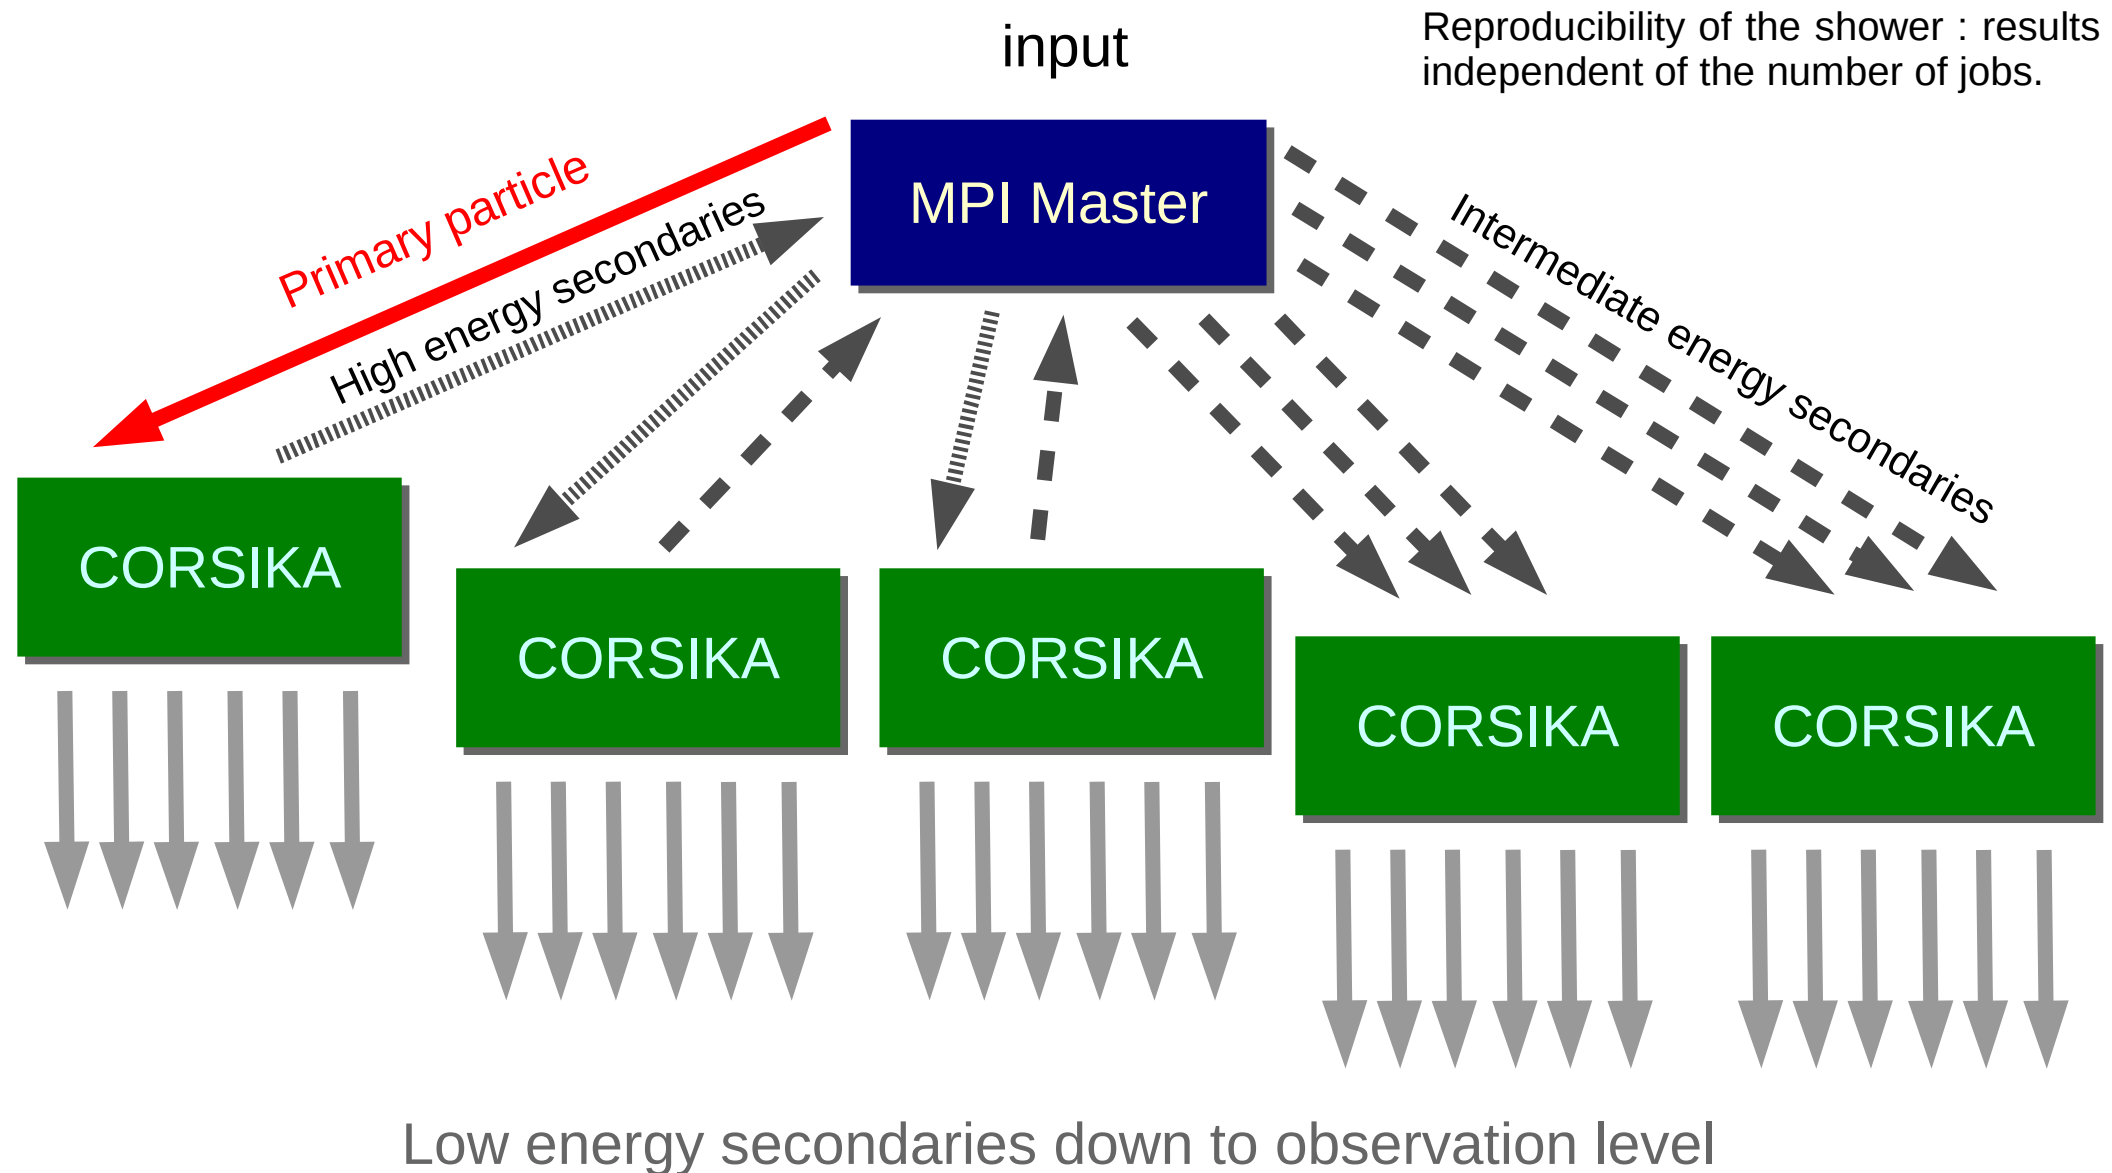 input
Reproducibility of the shower : results
independent of the number of jobs.
MPI Master
Primary particle
High energy secondaries
Intermediate energy secondaries
CORSIKA
CORSIKA
CORSIKA
CORSIKA
CORSIKA
Low energy secondaries down to observation level